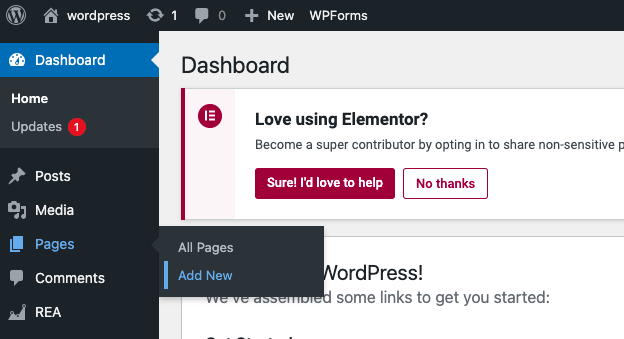 wordpress 1 0 New WPForms
Dashboard
Home
Updates 1
Posts
Media
Pages
Comments
REA
All Pages
Add New
Dashboard
Love using Elementor?
Become a super contributor by opting in to share non-sensitive p
Sure! I'd love to help
No thanks
WordPress!
We've assembled some links to get you started: